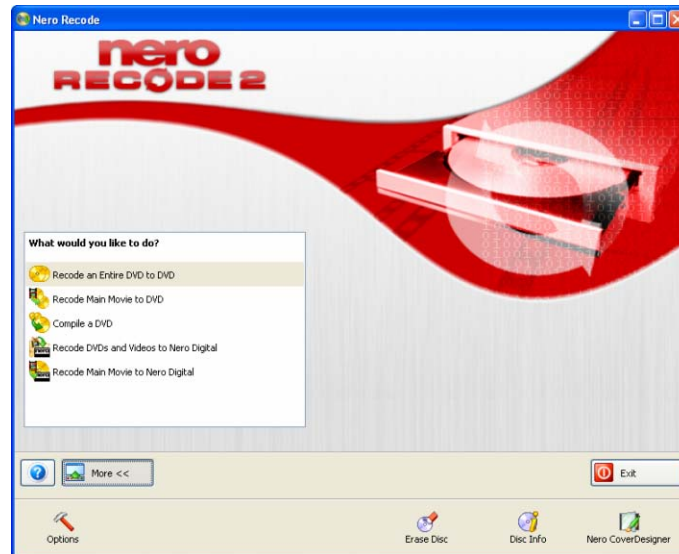 Nero Recode
nero
RECODE 2
What would you like to do?
Recode an Entire DVD to DVD
Recode Main Movie to DVD
Compile a DVD
Recode DVDs and Videos to Nero Digital
Recode Main Movie to Nero Digital
More <<
Exit
Options
Erase Disc
Disc Info
Nero CoverDesigner